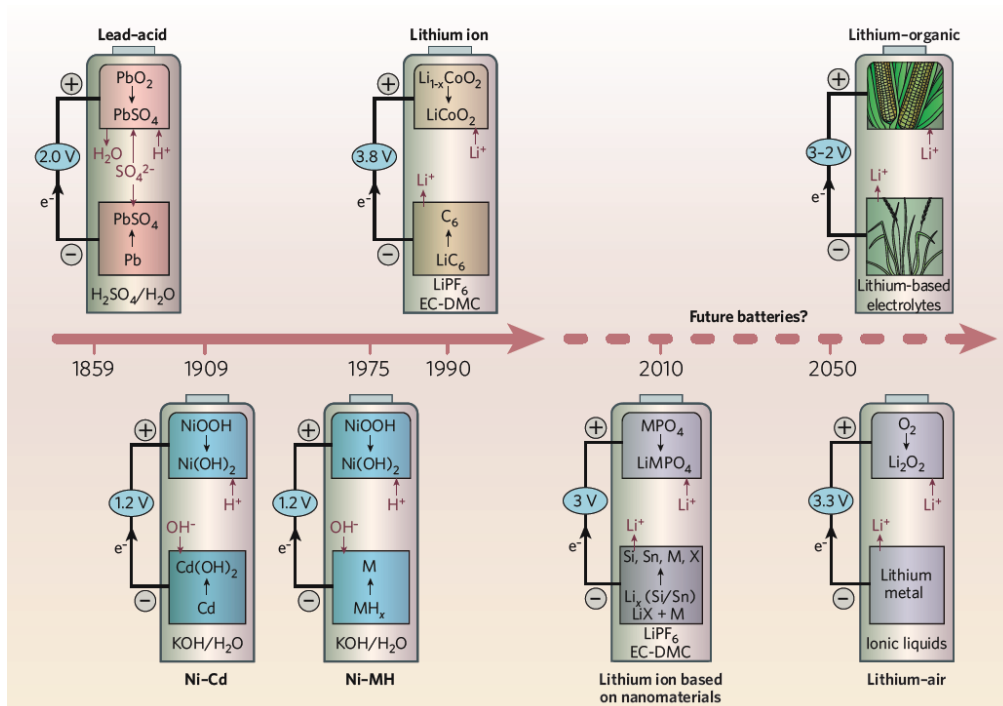 Lead–acid
+
PbO₂
PbSO₄
2.0 V
H₂O
H⁺
SO₄²⁻
e⁻
PbSO₄
Pb
−
H₂SO₄/H₂O
Lithium ion
+
Li₁₋ₓCoO₂
LiCoO₂
3.8 V
Li⁺
Li⁺
e⁻
C₆
LiC₆
−
LiPF₆
EC-DMC
Lithium–organic
+
3–2 V
Li⁺
Li⁺
e⁻
−
Lithium-based
electrolytes
Future batteries?
1859
1909
1975
1990
2010
2050
+
NiOOH
Ni(OH)₂
1.2 V
H⁺
OH⁻
e⁻
Cd(OH)₂
Cd
−
KOH/H₂O
Ni–Cd
+
NiOOH
Ni(OH)₂
1.2 V
H⁺
OH⁻
e⁻
M
MHₓ
−
KOH/H₂O
Ni–MH
+
MPO₄
LiMPO₄
3 V
Li⁺
Li⁺
e⁻
Si, Sn, M, X
Liₓ (Si/Sn)
LiX + M
−
LiPF₆
EC-DMC
Lithium ion based
on nanomaterials
+
O₂
Li₂O₂
3.3 V
Li⁺
Li⁺
e⁻
Lithium
metal
−
Ionic liquids
Lithium–air